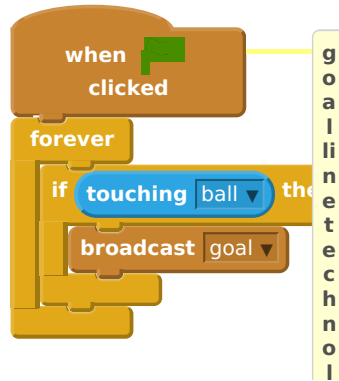 when
clicked
forever
if touching ball ▼ the
broadcast goal ▼
g
o
a
l
li
n
e
t
e
c
h
n
o
l